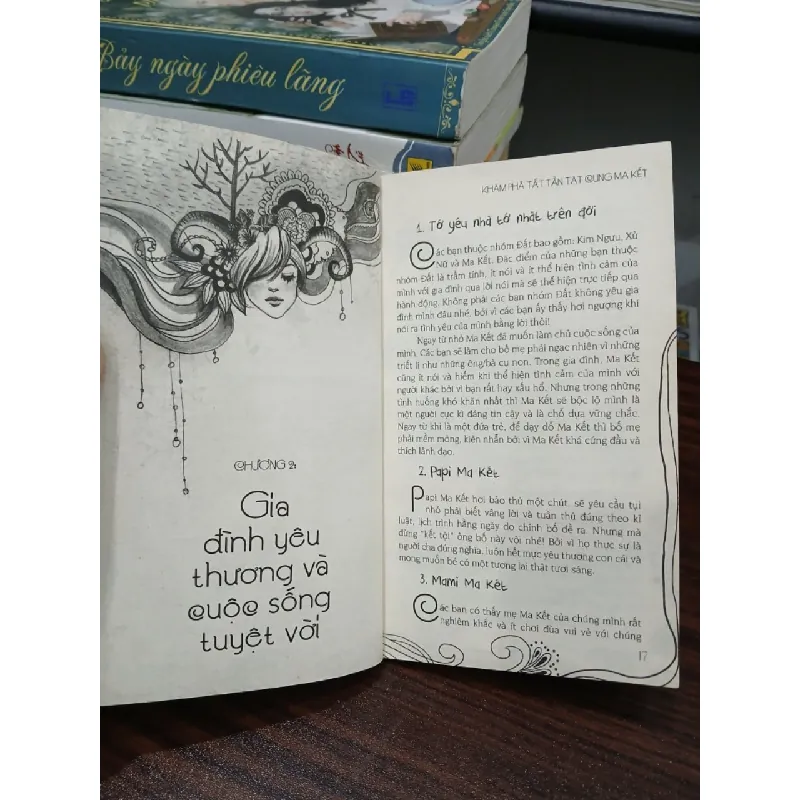 Bảy ngày phiêu lãng
CHƯƠNG 2:
Gia
đình yêu
thương và
cuộc sống
tuyệt vời
KHÁM PHÁ TẤT TẦN TẬT CUNG MA KẾT
1. Tớ yêu nhà tớ nhất trên đời
Các bạn thuộc nhóm Đất bao gồm: Kim Ngưu, Xử
Nữ và Ma Kết. Đặc điểm của những bạn thuộc
nhóm Đất là trầm tính, ít nói và ít thể hiện tình cảm của
mình với gia đình qua lời nói mà sẽ thể hiện trực tiếp qua
hành động. Không phải các bạn nhóm Đất không yêu gia
đình mình đâu nhé, bởi vì các bạn ấy thấy hơi ngượng khi
nói ra tình yêu của mình bằng lời thôi!
Ngay từ nhỏ Ma Kết đã muốn làm chủ cuộc sống của
mình. Các bạn sẽ làm cho bố mẹ phải ngạc nhiên vì những
triết lí như những ông/bà cụ non. Trong gia đình, Ma Kết
cũng ít nói và hiếm khi thể hiện tình cảm của mình với
người khác bởi vì bạn rất hay xấu hổ. Nhưng trong những
tình huống khó khăn nhất thì Ma Kết sẽ bộc lộ mình là
một người cực kì đáng tin cậy và là chỗ dựa vững chắc.
Ngay từ khi là một đứa trẻ, để dạy dỗ Ma Kết thì bố mẹ
phải mềm mỏng, kiên nhẫn bởi vì Ma Kết khá cứng đầu và
thích lãnh đạo.
2. Papi Ma Kết
Papi Ma Kết hơi bảo thủ một chút, sẽ yêu cầu tụi
nhỏ phải biết vâng lời và tuân thủ đúng theo kỉ
luật, lịch trình hằng ngày do chính bố đề ra. Nhưng mà
đừng "kết tội" ông bố này vội nhé! Bởi vì họ thực sự là
người cha đúng nghĩa, luôn hết mực yêu thương con cái và
mong muốn bé có một tương lai thật tươi sáng.
3. Mami Ma Kết
Các bạn có thấy mẹ Ma Kết của chúng mình rất
nghiêm khắc và ít chơi đùa vui vẻ với chúng
17